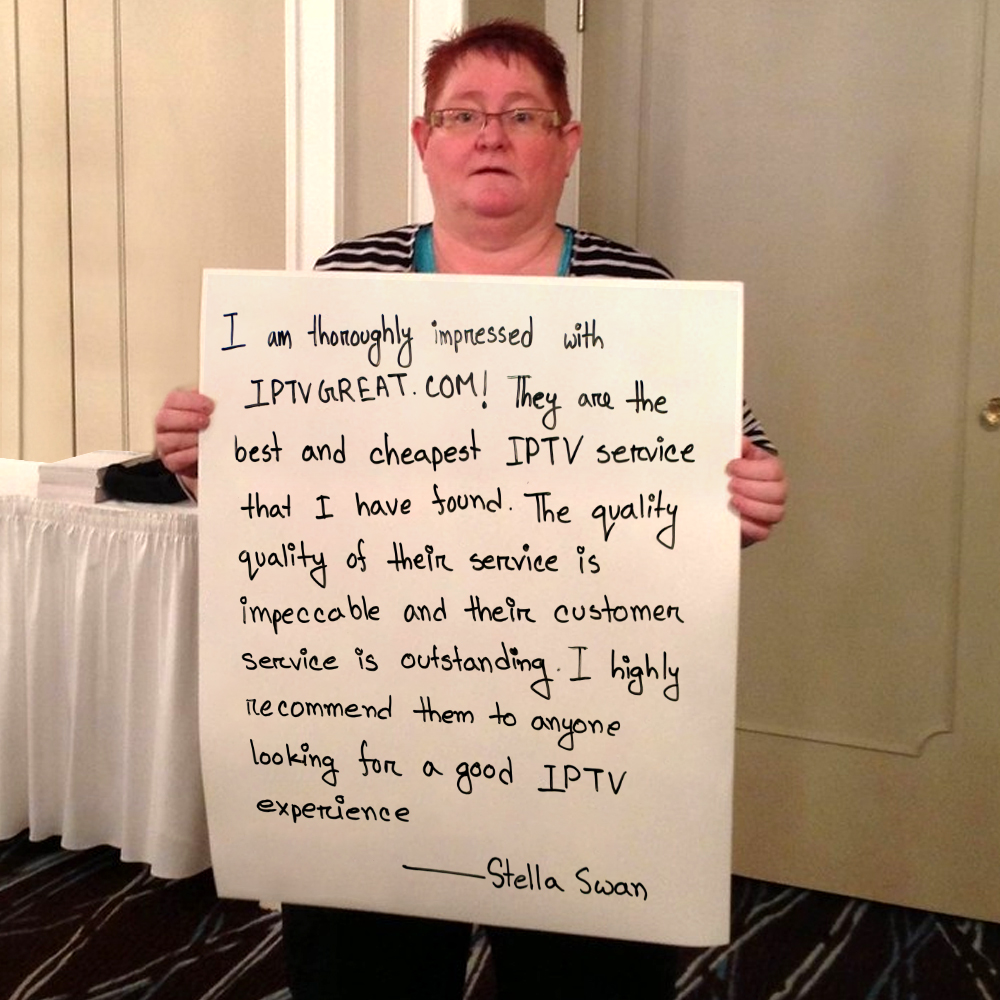 I am thoroughly impressed with
IPTVGREAT.COM! They are the
best and cheapest IPTV service
that I have found. The quality
quality of their service is
impeccable and their customer
service is outstanding. I highly
recommend them to anyone
looking for a good IPTV
experience
—Stella Swan